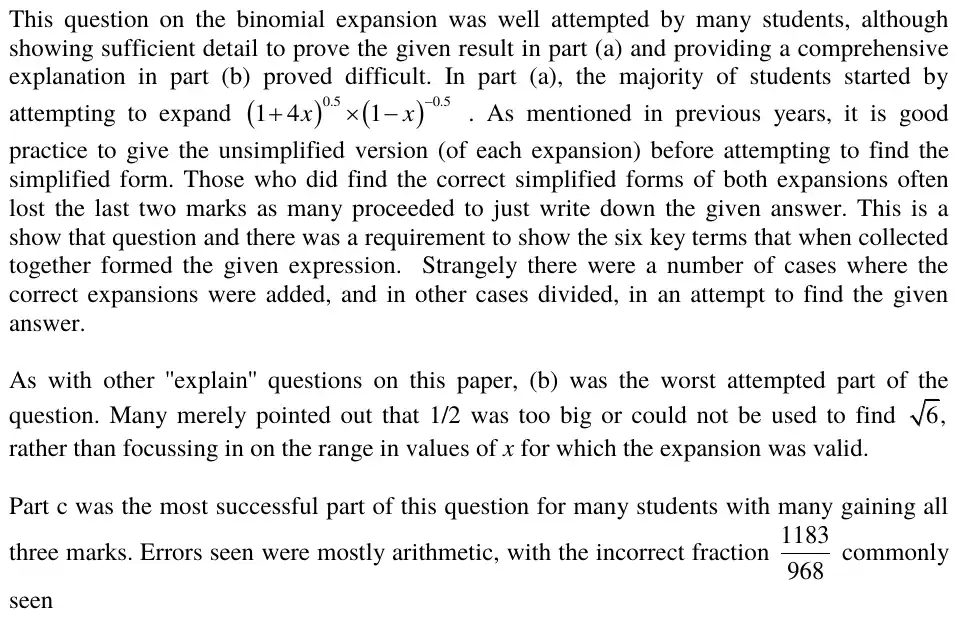 This question on the binomial expansion was well attempted by many students, although
showing sufficient detail to prove the given result in part (a) and providing a comprehensive
explanation in part (b) proved difficult. In part (a), the majority of students started by
attempting to expand (1+4x)^0.5 × (1−x)^−0.5 . As mentioned in previous years, it is good
practice to give the unsimplified version (of each expansion) before attempting to find the
simplified form. Those who did find the correct simplified forms of both expansions often
lost the last two marks as many proceeded to just write down the given answer. This is a
show that question and there was a requirement to show the six key terms that when collected
together formed the given expression. Strangely there were a number of cases where the
correct expansions were added, and in other cases divided, in an attempt to find the given
answer.
As with other "explain" questions on this paper, (b) was the worst attempted part of the
question. Many merely pointed out that 1/2 was too big or could not be used to find √6,
rather than focussing in on the range in values of x for which the expansion was valid.
Part c was the most successful part of this question for many students with many gaining all
three marks. Errors seen were mostly arithmetic, with the incorrect fraction 1183/968 commonly
seen